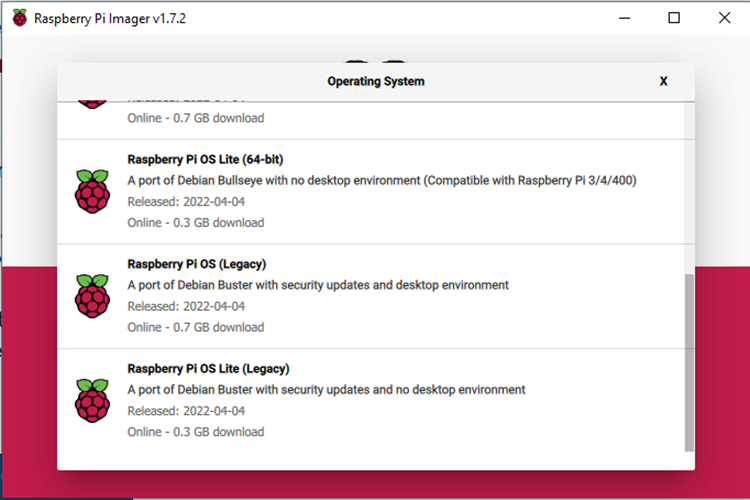 Raspberry Pi Imager v1.7.2
Operating System
X
Online - 0.7 GB download
Raspberry Pi OS Lite (64-bit)
A port of Debian Bullseye with no desktop environment (Compatible with Raspberry Pi 3/4/400)
Released: 2022-04-04
Online - 0.3 GB download
Raspberry Pi OS (Legacy)
A port of Debian Buster with security updates and desktop environment
Released: 2022-04-04
Online - 0.7 GB download
Raspberry Pi OS Lite (Legacy)
A port of Debian Buster with security updates and no desktop environment
Released: 2022-04-04
Online - 0.3 GB download